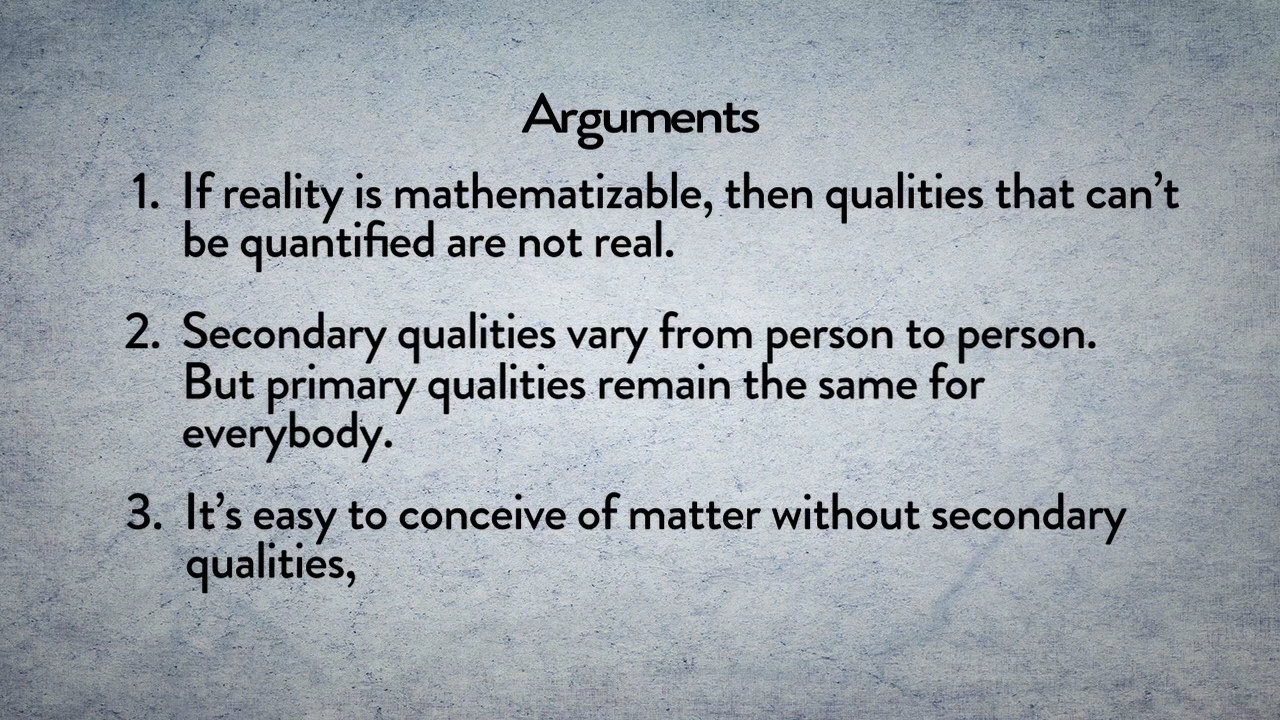 Arguments
1. If reality is mathematizable, then qualities that can’t
be quantified are not real.
2. Secondary qualities vary from person to person.
But primary qualities remain the same for
everybody.
3. It’s easy to conceive of matter without secondary
qualities,